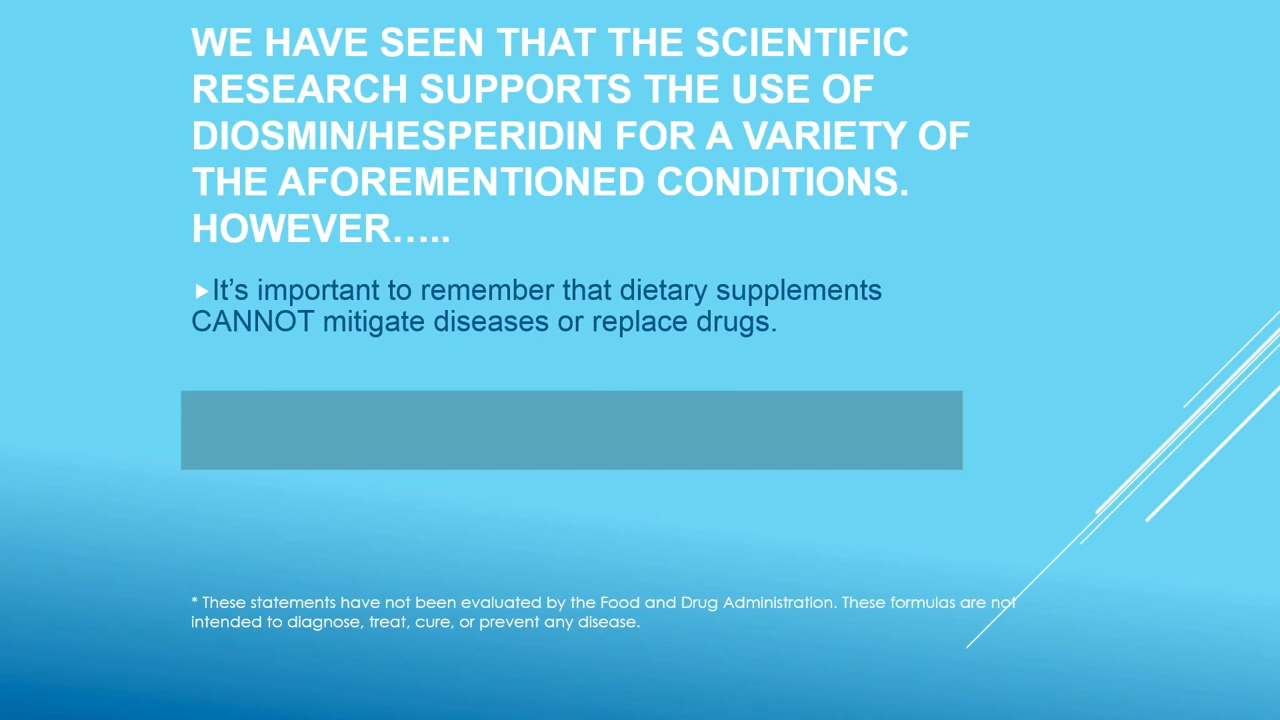 WE HAVE SEEN THAT THE SCIENTIFIC
RESEARCH SUPPORTS THE USE OF
DIOSMIN/HESPERIDIN FOR A VARIETY OF
THE AFOREMENTIONED CONDITIONS.
HOWEVER…..
It’s important to remember that dietary supplements
CANNOT mitigate diseases or replace drugs.
* These statements have not been evaluated by the Food and Drug Administration. These formulas are not
intended to diagnose, treat, cure, or prevent any disease.